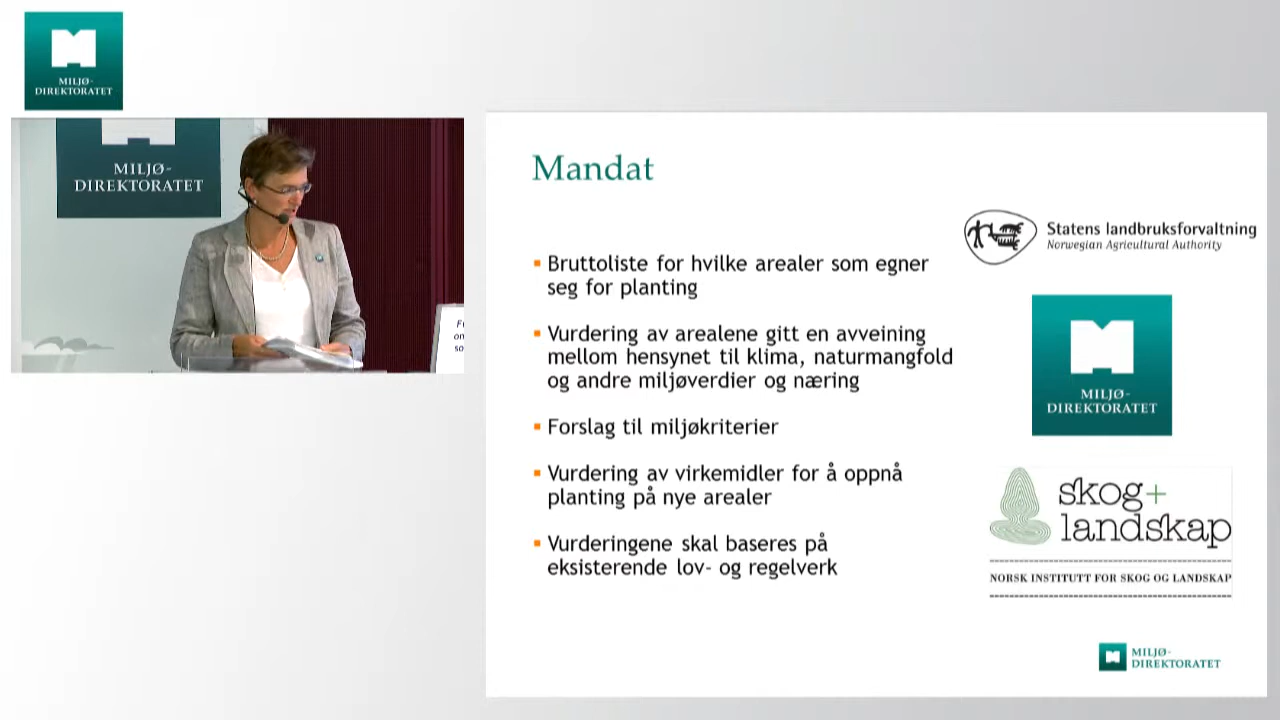 MILJØ-
DIREKTORATET
MILJØ-
DIREKTORATET
Mandat
Statens landbruksforvaltning
Norwegian Agricultural Authority
Bruttoliste for hvilke arealer som egner
seg for planting
Vurdering av arealene gitt en avveining
mellom hensynet til klima, naturmangfold
og andre miljøverdier og næring
Forslag til miljøkriterier
Vurdering av virkemidler for å oppnå
planting på nye arealer
Vurderingene skal baseres på
eksisterende lov- og regelverk
MILJØ-
DIREKTORATET
skog+
landskap
NORSK INSTITUTT FOR SKOG OG LANDSKAP
MILJØ-
DIREKTORATET